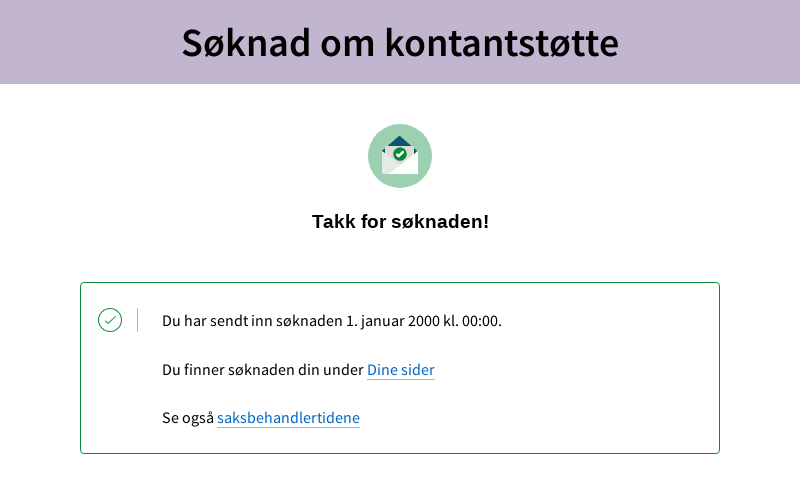 Søknad om kontantstøtte
Takk for søknaden!
Du har sendt inn søknaden 1. januar 2000 kl. 00:00.
Du finner søknaden din under Dine sider
Se også saksbehandlertidene